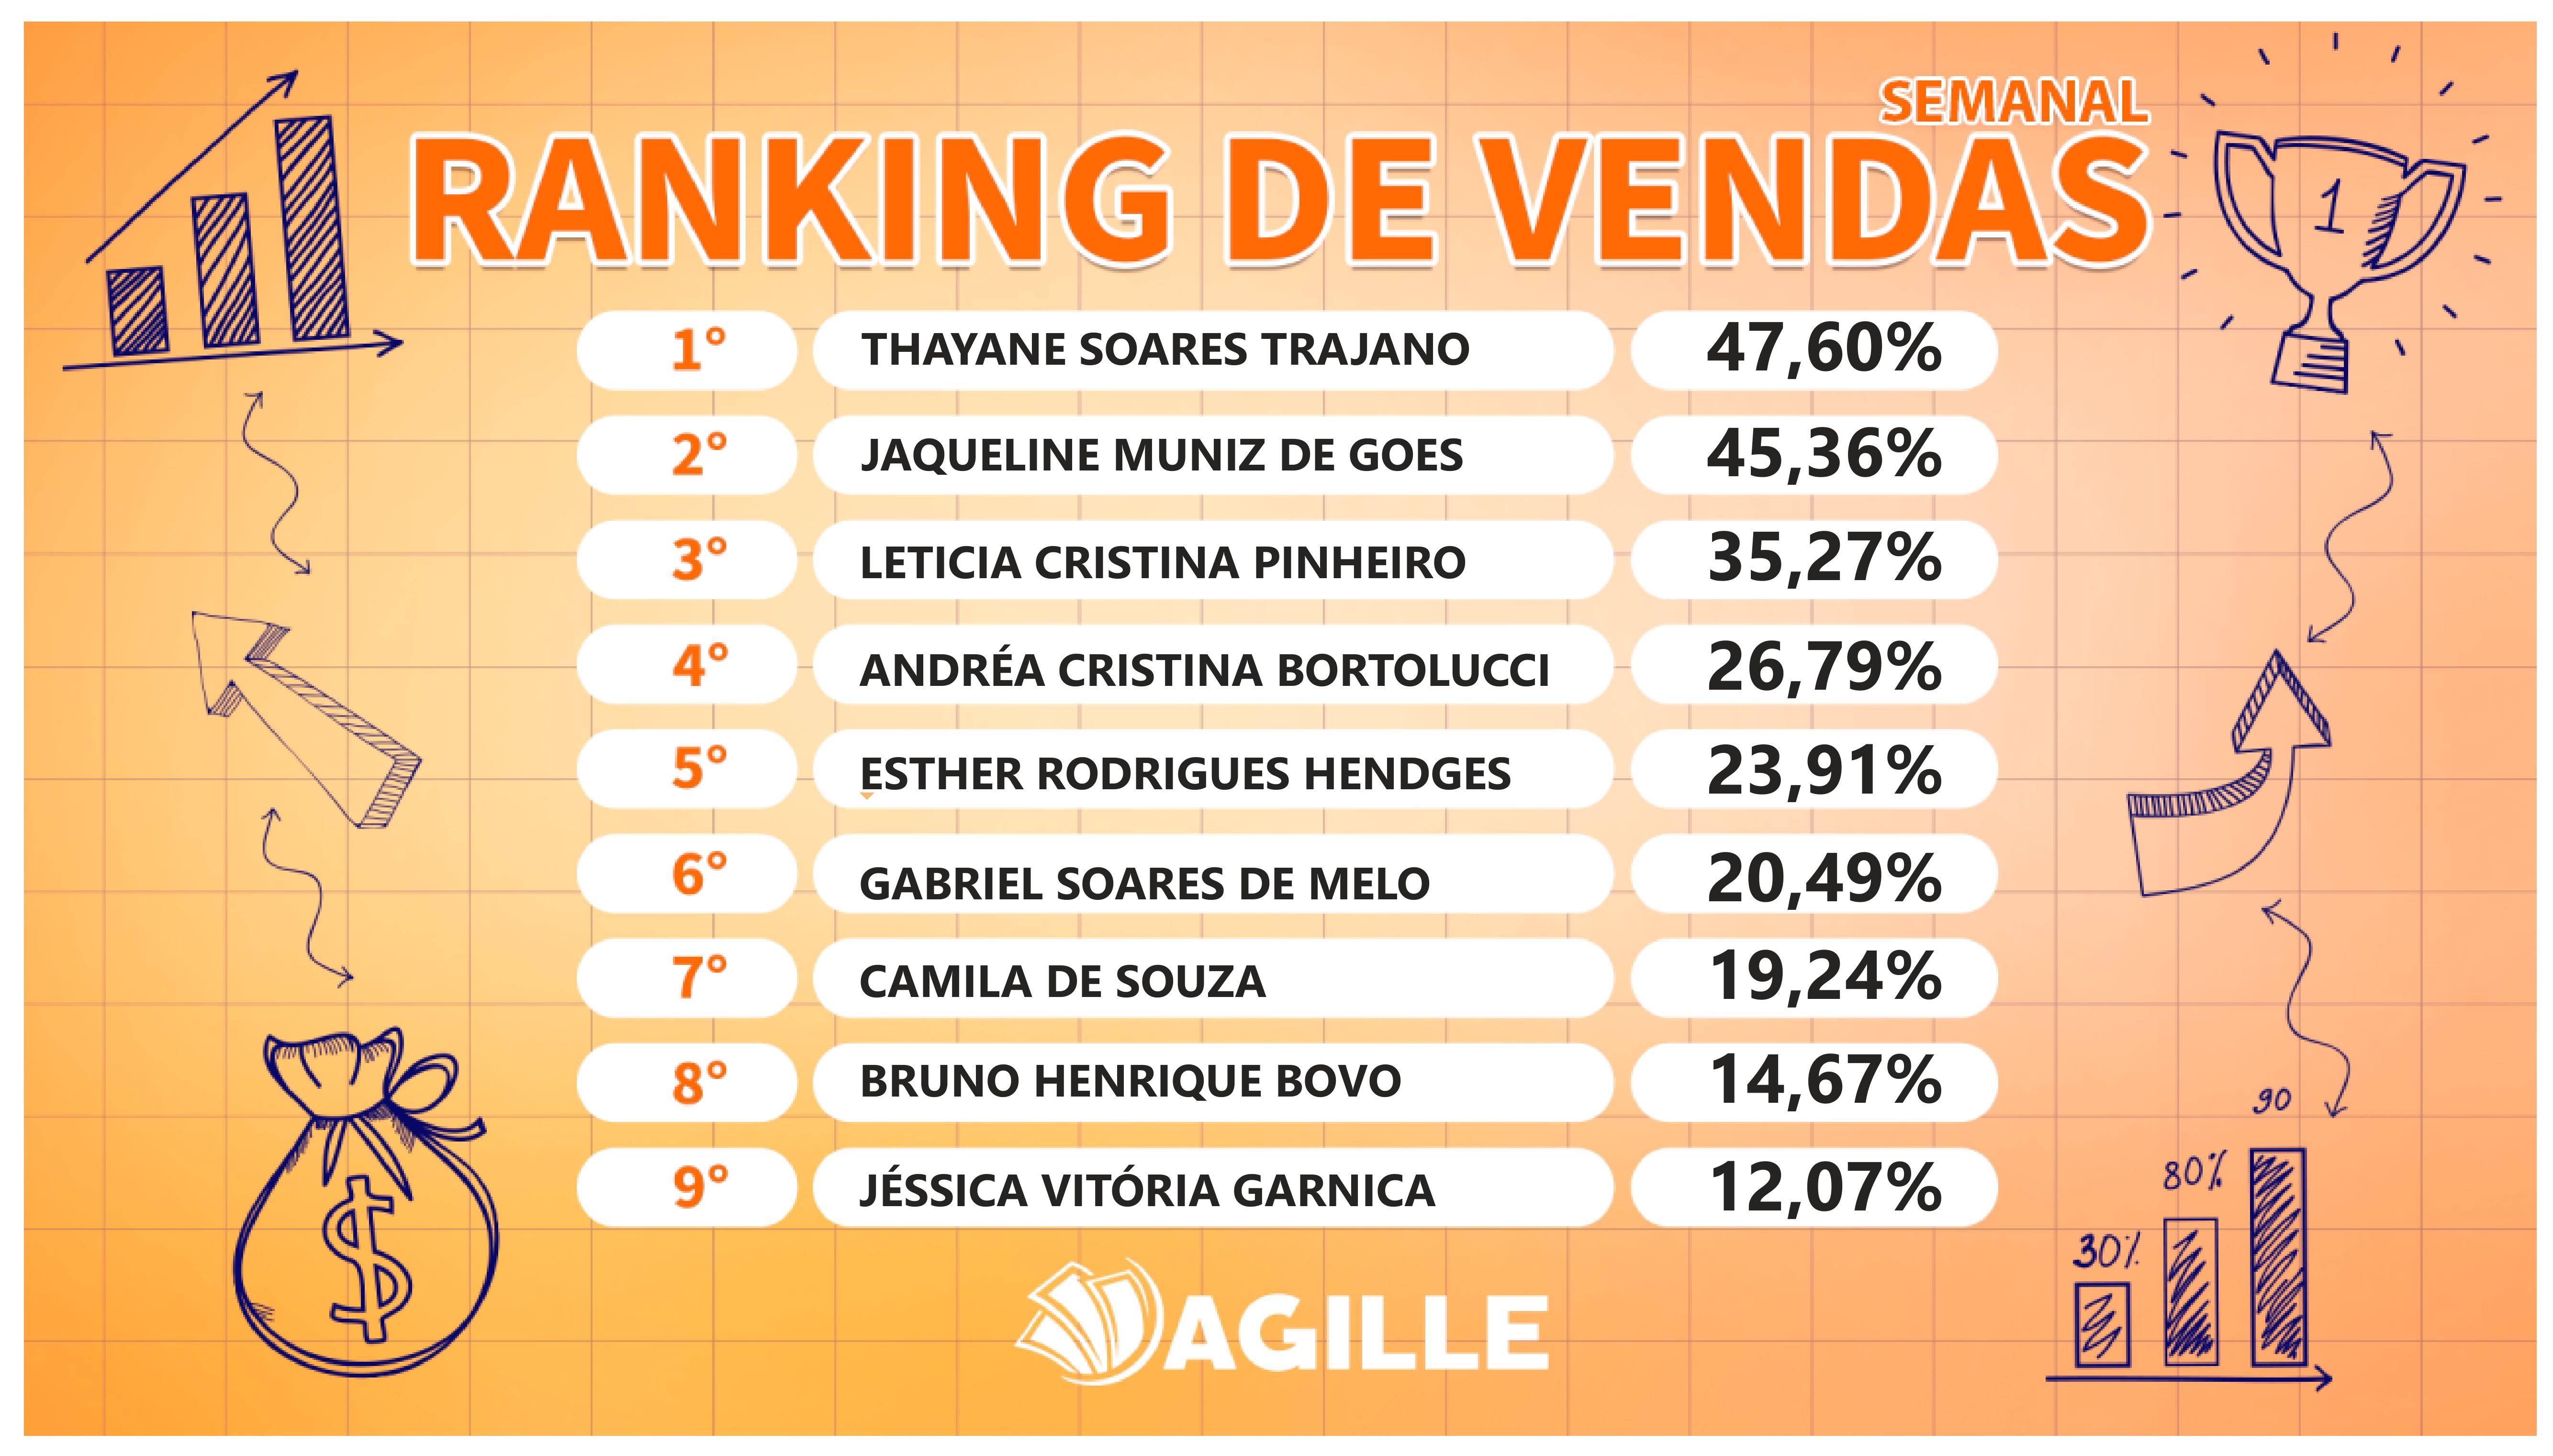 SEMANAL
RANKING DE VENDAS
1
1° THAYANE SOARES TRAJANO 47,60%
2° JAQUELINE MUNIZ DE GOES 45,36%
3° LETICIA CRISTINA PINHEIRO 35,27%
4° ANDRÉA CRISTINA BORTOLUCCI 26,79%
5° ESTHER RODRIGUES HENDGES 23,91%
6° GABRIEL SOARES DE MELO 20,49%
7° CAMILA DE SOUZA 19,24%
8° BRUNO HENRIQUE BOVO 14,67%
9° JÉSSICA VITÓRIA GARNICA 12,07%
$
90
80%
30%
AGILLE